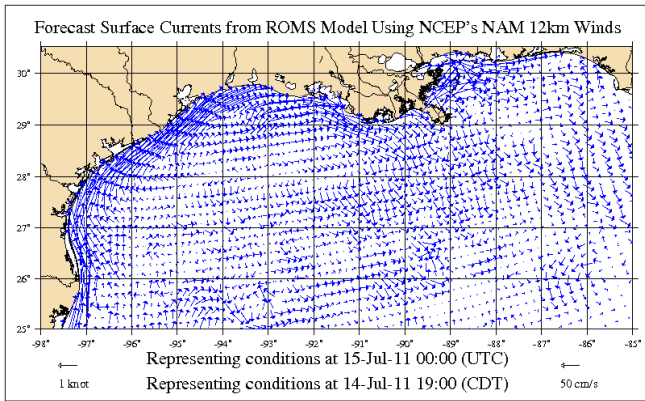 Forecast Surface Currents from ROMS Model Using NCEP's NAM 12km Winds
30°
29°
28°
27°
26°
25°
-98 -97 -96 -95 -94 -93 -92 -91 -90 -89 -88 -87 -86 -85
Representing conditions at 15-Jul-11 00:00 (UTC)
1 knot Representing conditions at 14-Jul-11 19:00 (CDT) 50 cm/s